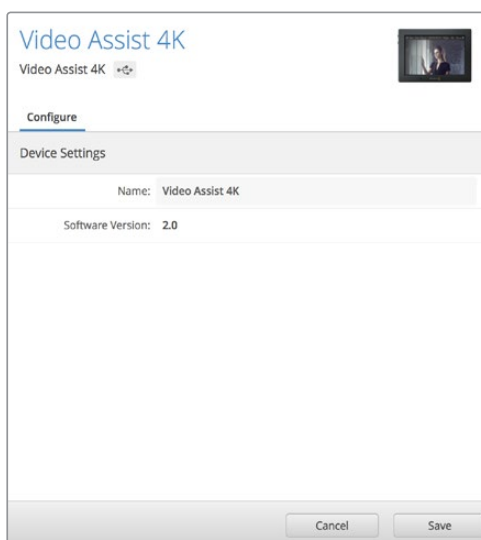 Video Assist 4K
Video Assist 4K
Configure
Device Settings
Name: Video Assist 4K
Software Version: 2.0
Cancel Save